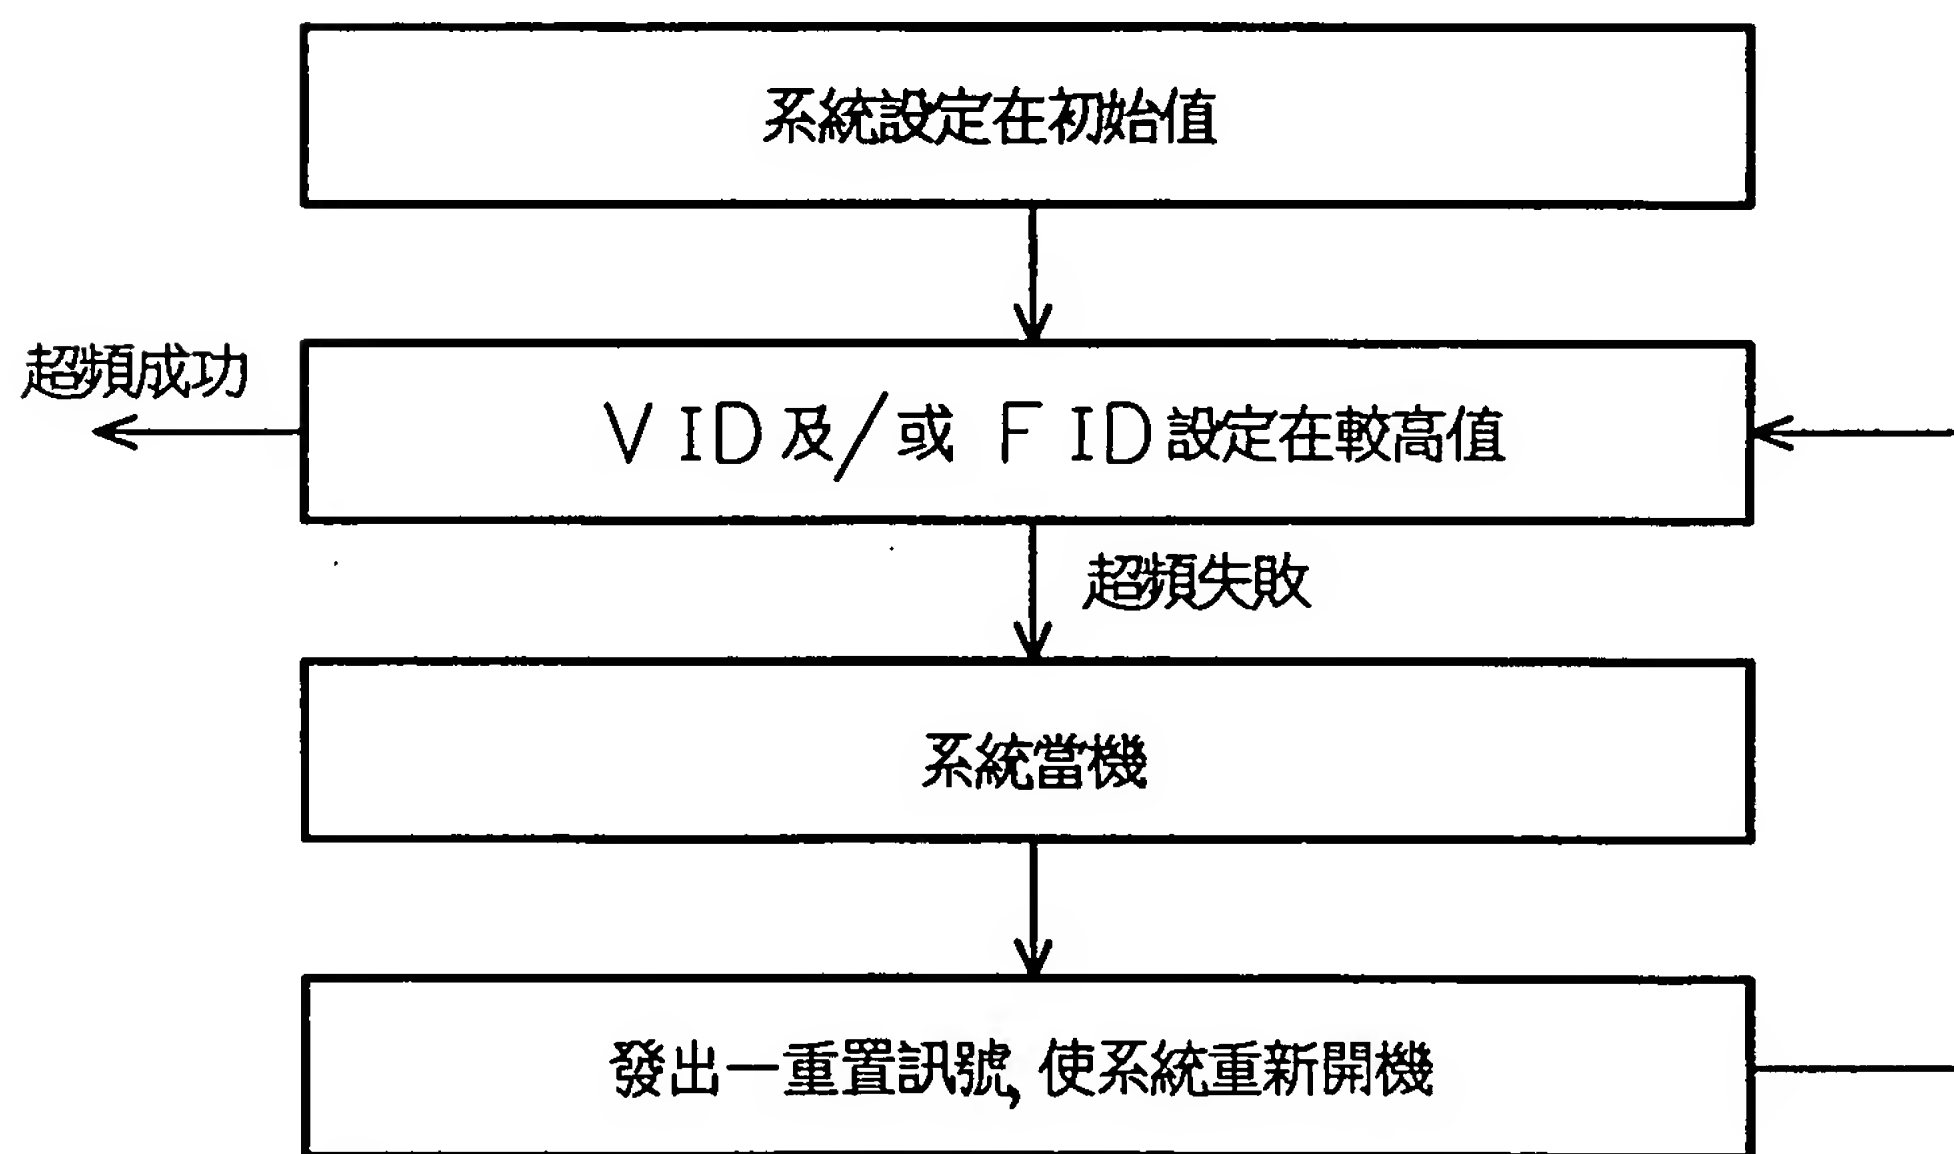 系統設定在初始值
超頻成功
VID及/或 FID設定在較高值
超頻失敗
系統當機
發出一重置訊號, 使系統重新開機